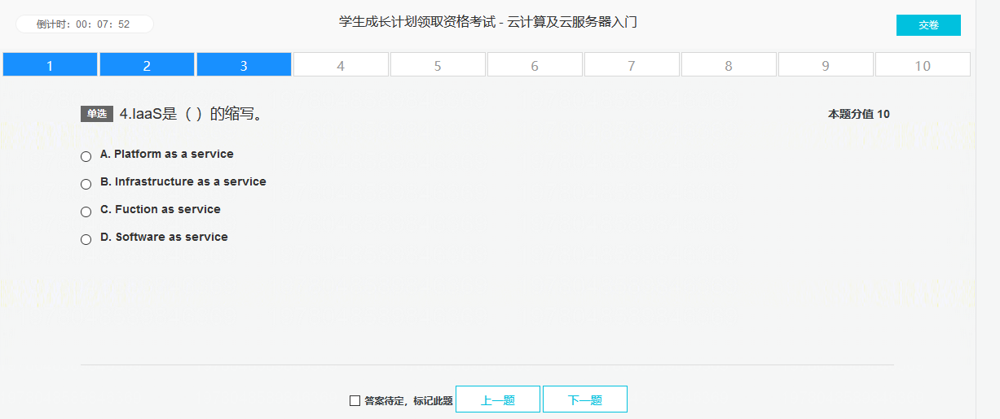 倒计时：00：07：52
学生成长计划领取资格考试 - 云计算及云服务器入门
交卷
1 2 3 4 5 6 7 8 9 10
单选 4.IaaS是（ ）的缩写。 本题分值 10
A. Platform as a service
B. Infrastructure as a service
C. Fuction as service
D. Software as service
答案待定，标记此题 上一题 下一题